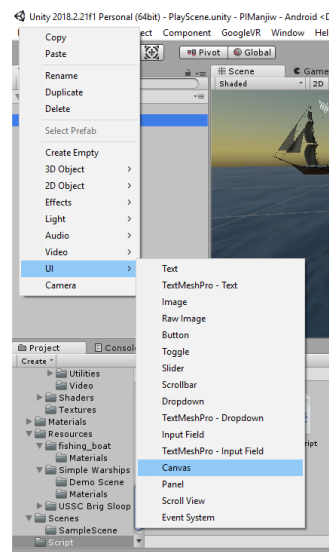 Unity 2018.2.21f1 Personal (64bit) - PlayScene.unity - PIManjiw - Android <D
ect Component GoogleVR Window Hel
Pivot Global
Scene Game
Shaded 2D
Copy
Paste
Rename
Duplicate
Delete
Select Prefab
Create Empty
3D Object
2D Object
Effects
Light
Audio
Video
UI
Camera
Text
TextMeshPro - Text
Image
Raw Image
Button
Toggle
Slider
Scrollbar
Dropdown
TextMeshPro - Dropdown
Input Field
TextMeshPro - Input Field
Canvas
Panel
Scroll View
Event System
Project Consol
Create
Utilities
Video
Shaders
Textures
Materials
Resources
fishing_boat
Materials
Simple Warships
Demo Scene
Materials
USSC Brig Sloop
Scenes
SampleScene
Script
ript